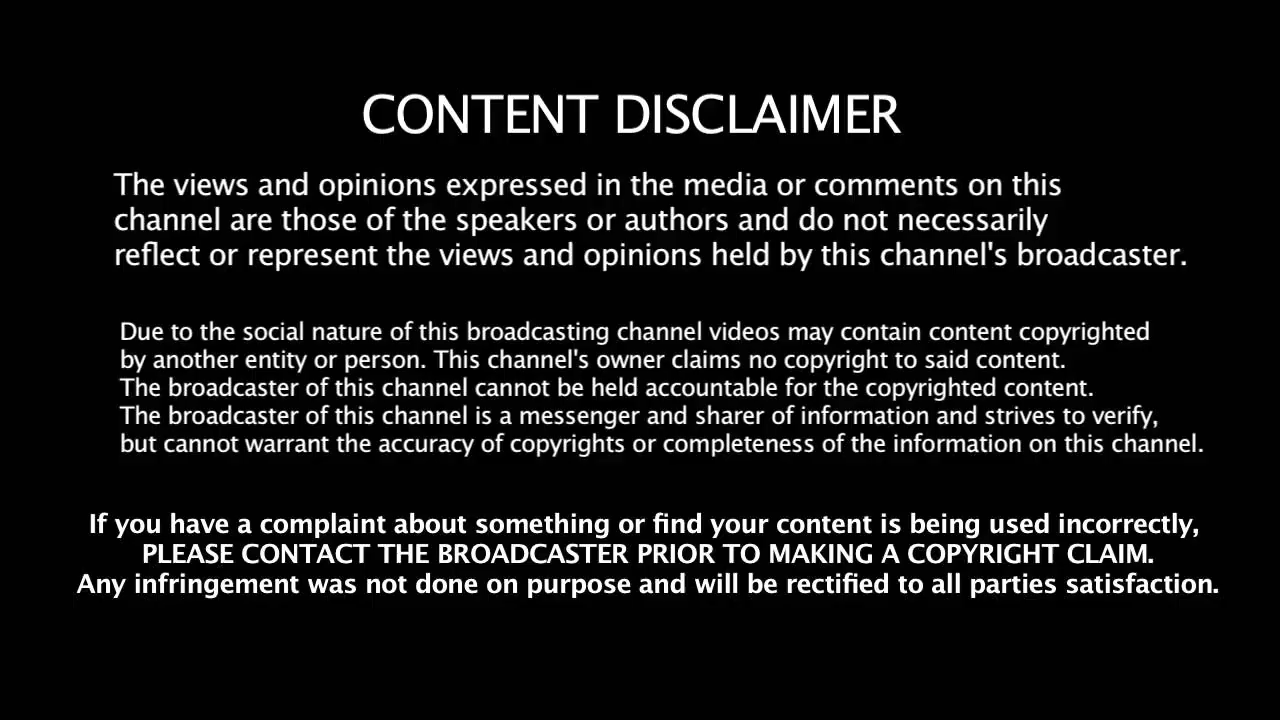 CONTENT DISCLAIMER
The views and opinions expressed in the media or comments on this
channel are those of the speakers or authors and do not necessarily
reflect or represent the views and opinions held by this channel's broadcaster.
Due to the social nature of this broadcasting channel videos may contain content copyrighted
by another entity or person. This channel's owner claims no copyright to said content.
The broadcaster of this channel cannot be held accountable for the copyrighted content.
The broadcaster of this channel is a messenger and sharer of information and strives to verify,
but cannot warrant the accuracy of copyrights or completeness of the information on this channel.
If you have a complaint about something or find your content is being used incorrectly,
PLEASE CONTACT THE BROADCASTER PRIOR TO MAKING A COPYRIGHT CLAIM.
Any infringement was not done on purpose and will be rectified to all parties satisfaction.